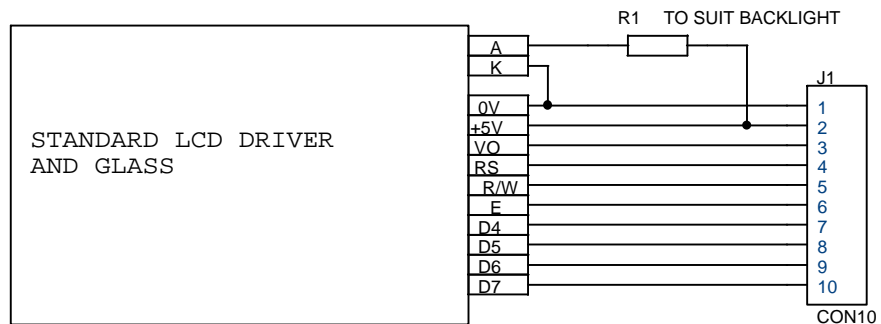 R1 TO SUIT BACKLIGHT
A
K
J1
0V
+5V
VO
RS
R/W
E
D4
D5
D6
D7
STANDARD LCD DRIVER
AND GLASS
1
2
3
4
5
6
7
8
9
10
CON10